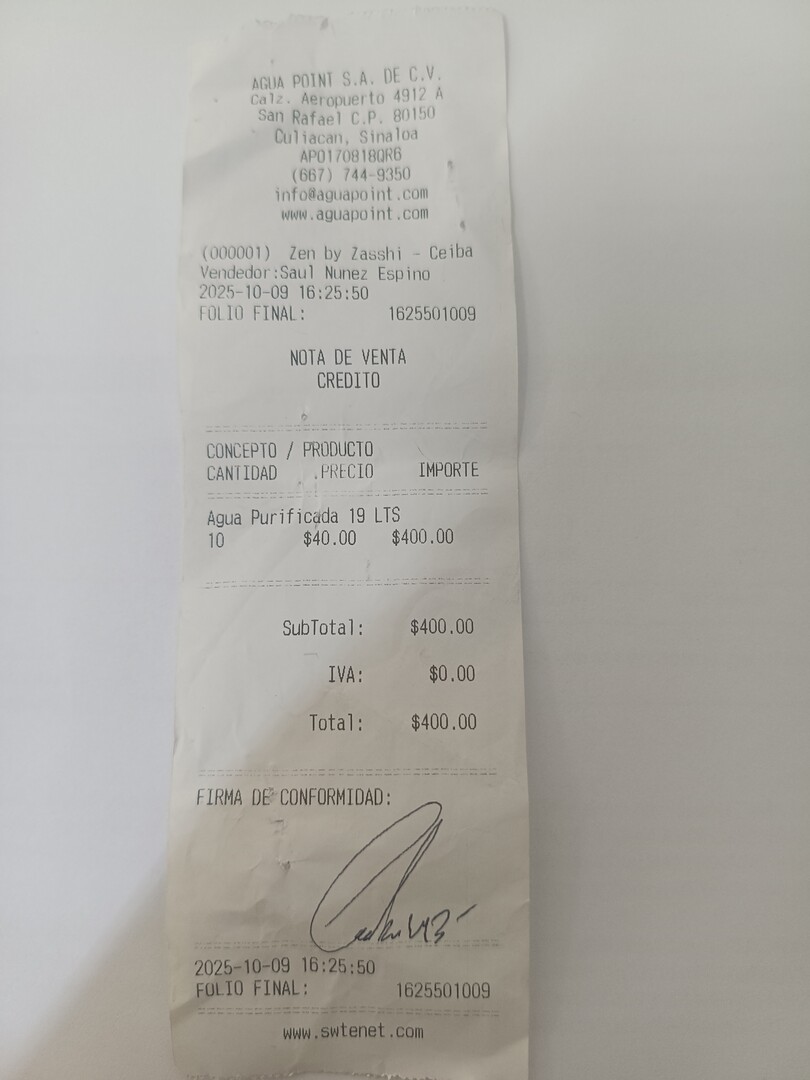 AGUA POINT S.A. DE C.V.
Calz. Aeropuerto 4912 A
San Rafael C.P. 80150
Culiacan, Sinaloa
APO170818QR6
(667) 744-9350
info@aguapoint.com
www.aguapoint.com
(000001) Zen by Zasshi - Ceiba
Vendedor:Saul Nunez Espino
2025-10-09 16:25:50
FOLIO FINAL: 1625501009
NOTA DE VENTA
CREDITO
CONCEPTO / PRODUCTO
CANTIDAD .PRECIO IMPORTE
Agua Purificada 19 LTS
10 $40.00 $400.00
SubTotal: $400.00
IVA: $0.00
Total: $400.00
FIRMA DE CONFORMIDAD:
2025-10-09 16:25:50
FOLIO FINAL: 1625501009
www.swtenet.com